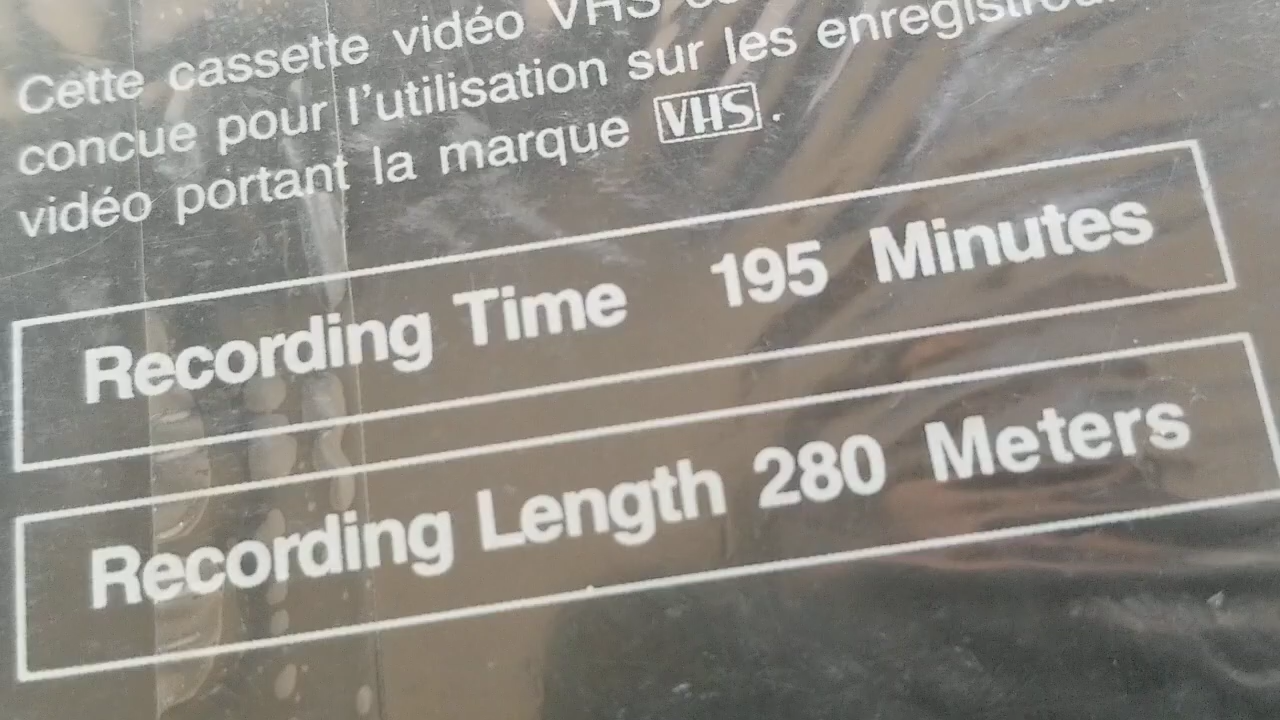 Cette cassette vidéo VHS
concue pour l'utilisation sur les
vidéo portant la marque VHS.
Recording Time 195 Minutes
Recording Length 280 Meters